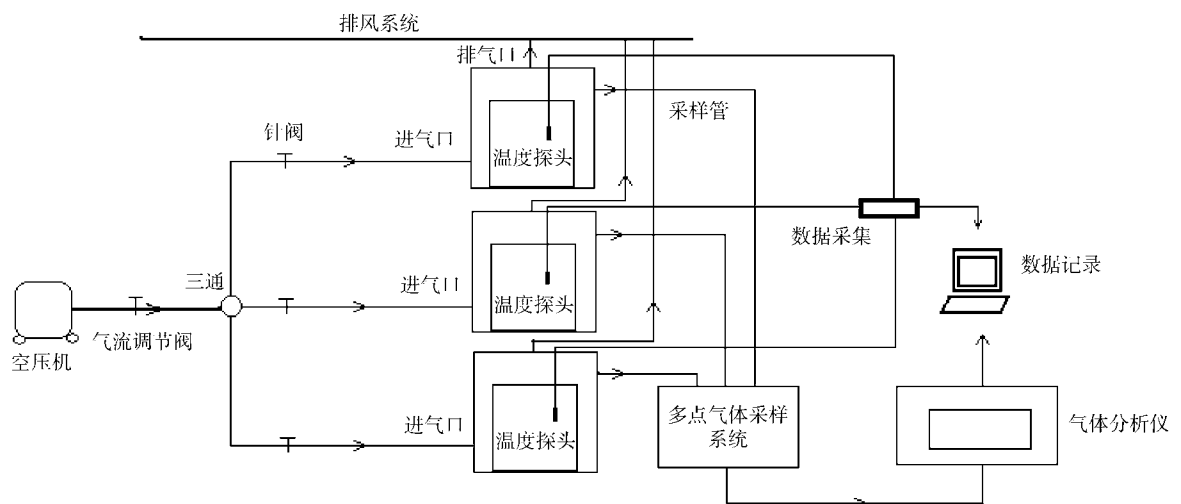 排风系统
排气口
采样管
针阀
进气口
温度探头
数据采集
三通
进气口
温度探头
数据记录
气流调节阀
空压机
进气口
温度探头
多点气体采样
系统
气体分析仪